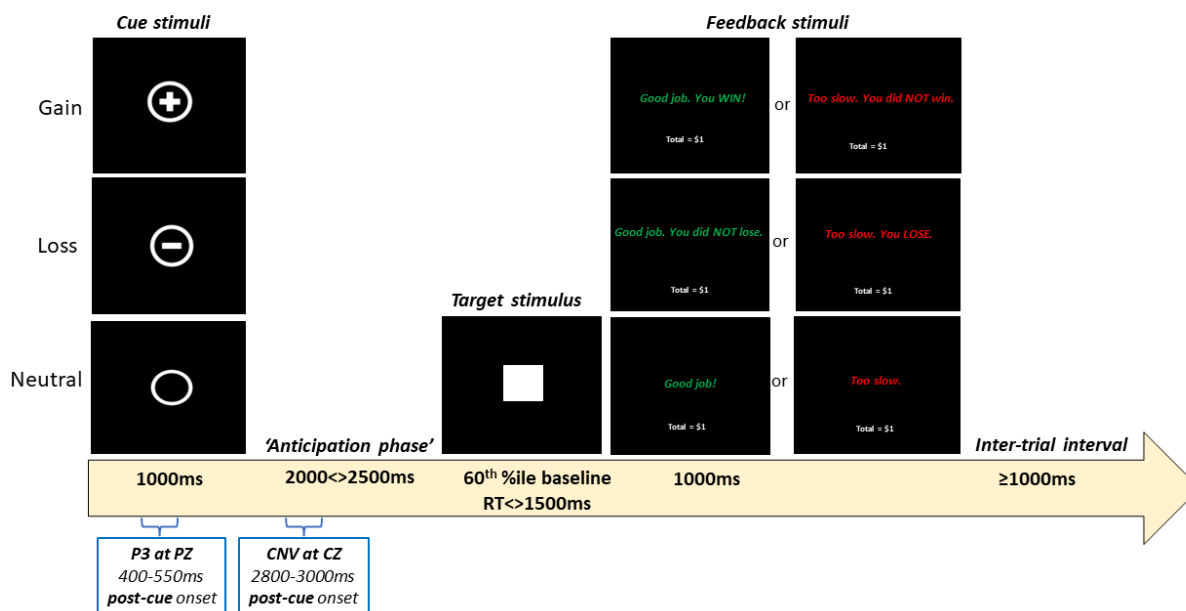 Cue stimuli
Feedback stimuli
Gain
Good job. You WIN!
Total = $1
or
Too slow. You did NOT win.
Total = $1
Loss
Good job. You did NOT lose.
Total = $1
or
Too slow. You LOSE.
Total = $1
Target stimulus
Neutral
Good job!
Total = $1
or
Too slow.
Total = $1
'Anticipation phase'
Inter-trial interval
1000ms
2000<>2500ms
60th %ile baseline
RT<>1500ms
1000ms
≥1000ms
P3 at PZ
400-550ms
post-cue onset
CNV at CZ
2800-3000ms
post-cue onset